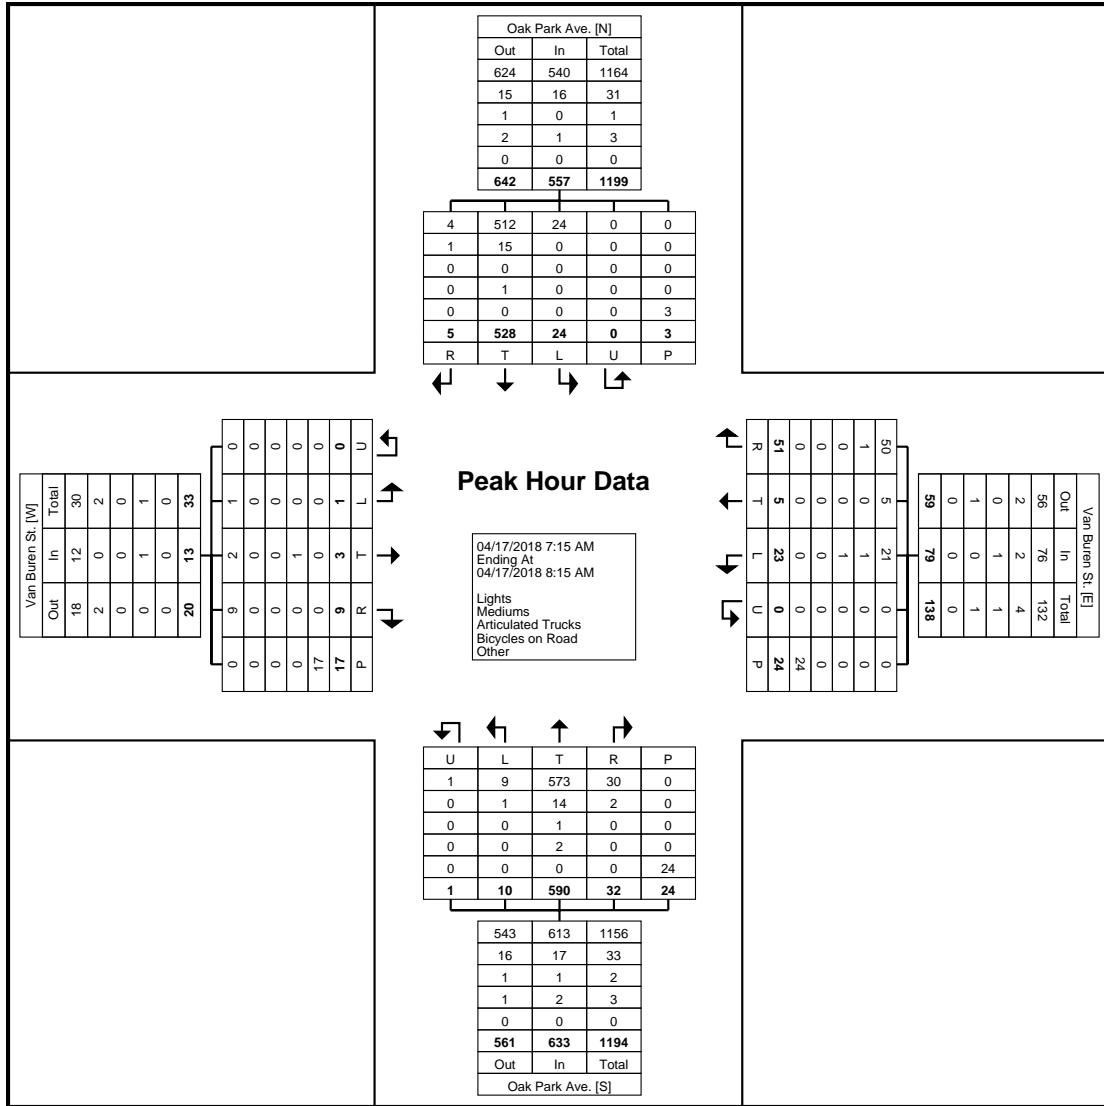 Oak Park Ave. [N]
Out In Total
624 540 1164
15 16 31
1 0 1
2 1 3
0 0 0
642 557 1199
4 512 24 0 0
1 15 0 0 0
0 0 0 0 0
0 1 0 0 0
0 0 0 0 3
5 528 24 0 3
R T L U P
Van Buren St. [W]
Total In Out
30 12 18
2 0 2
0 0 0
1 1 0
0 0 0
33 13 20
0 1 2 9 0
0 0 0 0 0
0 0 0 0 0
0 0 1 0 0
0 0 0 0 17
0 1 3 9 17
U L T R P
Peak Hour Data
04/17/2018 7:15 AM
Ending At
04/17/2018 8:15 AM
Lights
Mediums
Articulated Trucks
Bicycles on Road
Other
R T L U P
51 5 23 0 24
0 0 0 0 24
0 0 0 0 0
0 0 1 0 0
1 0 1 0 0
50 5 21 0 0
Van Buren St. [E]
Out In Total
56 76 132
2 2 4
0 1 1
1 0 1
0 0 0
59 79 138
U L T R P
1 9 573 30 0
0 1 14 2 0
0 0 1 0 0
0 0 2 0 0
0 0 0 0 24
1 10 590 32 24
543 613 1156
16 17 33
1 1 2
1 2 3
0 0 0
561 633 1194
Out In Total
Oak Park Ave. [S]